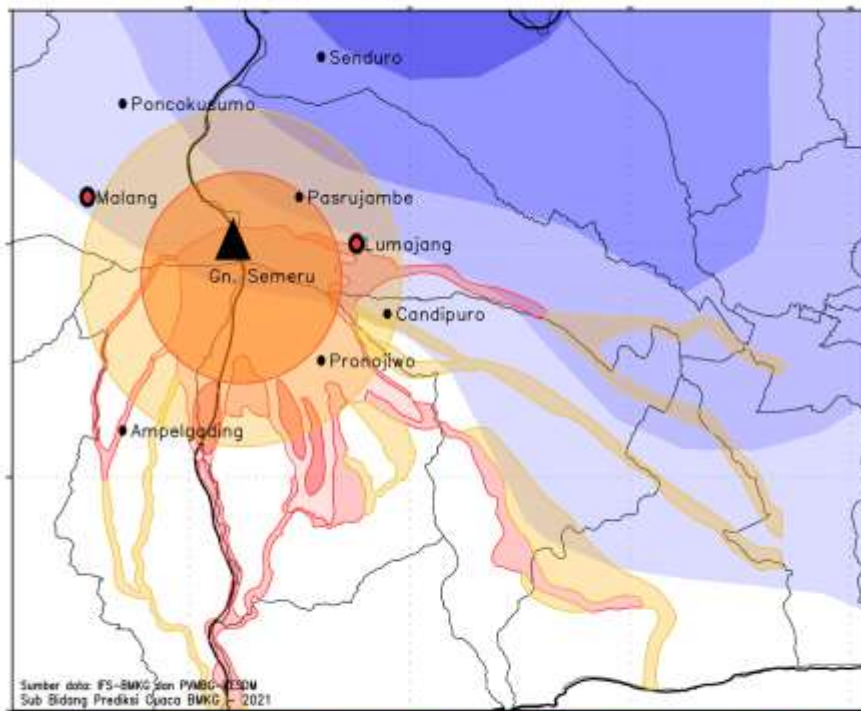 Senduro
Poncokusumo
Malang
Pasrujambe
Lumajang
Gn. Semeru
Candipuro
Pronojiwo
Ampelgading
Sumber data: IFS-BMKG dan PVMBG-KESDM
Sub Bidang Prediksi Cuaca BMKG - 2021